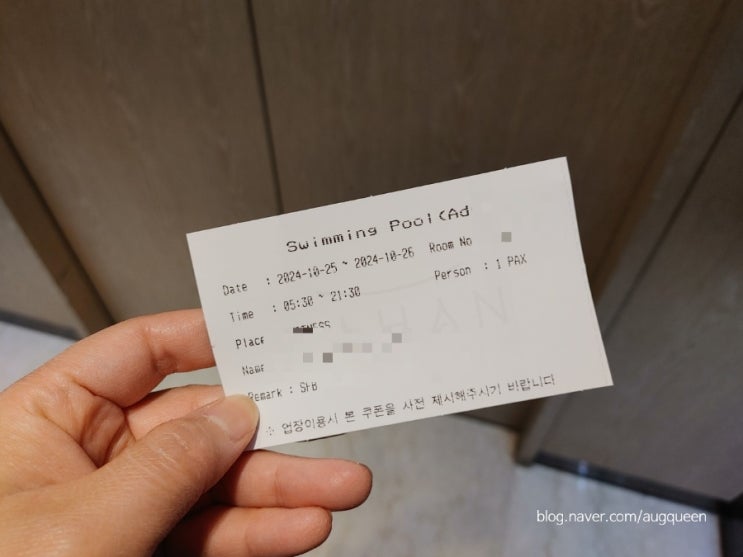 Swimming Pool(Ad
Date : 2024-10-25 ~ 2024-10-26 Room No
Time : 05:30 ~ 21:30 Person : 1 PAX
Place
Remark : SFB
※ 업장이용시 본 쿠폰을 사전 제시해주시기 바랍니다
blog.naver.com/augqueen